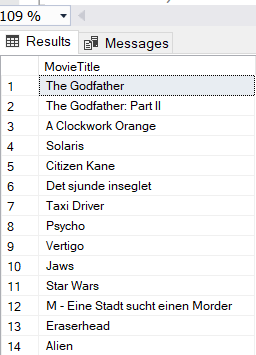 109 %
Results Messages
MovieTitle
1 The Godfather
2 The Godfather: Part II
3 A Clockwork Orange
4 Solaris
5 Citizen Kane
6 Det sjunde inseglet
7 Taxi Driver
8 Psycho
9 Vertigo
10 Jaws
11 Star Wars
12 M - Eine Stadt sucht einen Morder
13 Eraserhead
14 Alien